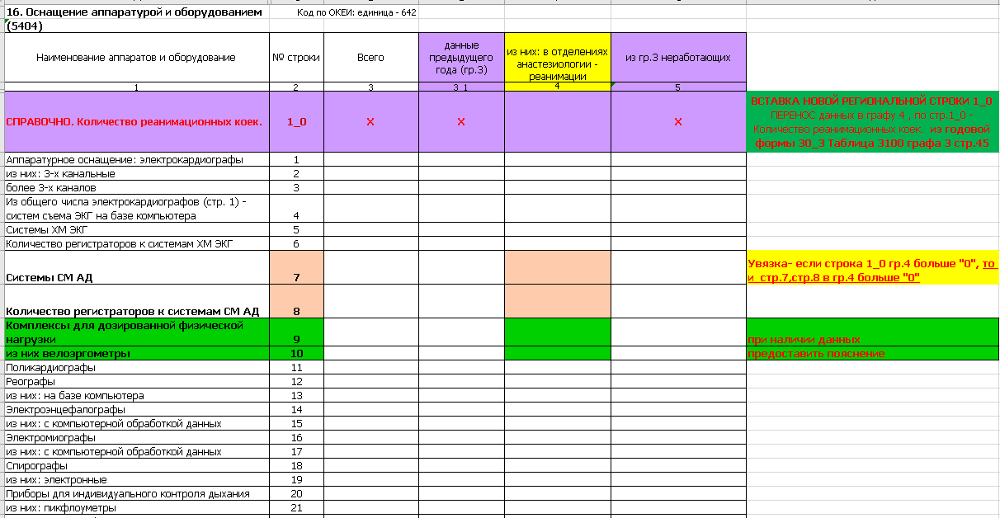 16. Оснащение аппаратурой и оборудованием Код по ОКЕИ: единица - 642
(5404)
Наименование аппаратов и оборудование № строки Всего данные предыдущего года (гр.3) из них: в отделениях анастезиологии - реанимации из гр.3 неработающих
1 2 3 3_1 4 5
СПРАВОЧНО. Количество реанимационных коек. 1_0 X X X
ВСТАВКА НОВОЙ РЕГИОНАЛЬНОЙ СТРОКИ 1_0
ПЕРЕНОС данных в графу 4 , по стр.1_0 -
Количество реанимационных коек из годовой
формы 30_3 Таблица 3100 графа 3 стр.45
Аппаратурное оснащение: электрокардиографы 1
из них: 3-х канальные 2
более 3-х каналов 3
Из общего числа электрокардиографов (стр. 1) -
систем съема ЭКГ на базе компьютера 4
Системы ХМ ЭКГ 5
Количество регистраторов к системам ХМ ЭКГ 6
Системы СМ АД 7
Увязка- если строка 1_0 гр.4 больше "0", то
и стр.7,стр.8 в гр.4 больше "0"
Количество регистраторов к системам СМ АД 8
Комплексы для дозированной физической
нагрузки 9 при наличии данных
из них велоэргометры 10 предоставить пояснение
Поликардиографы 11
Реографы 12
из них: на базе компьютера 13
Электроэнцефалографы 14
из них: с компьютерной обработкой данных 15
Электромиографы 16
из них: с компьютерной обработкой данных 17
Спирографы 18
из них: электронные 19
Приборы для индивидуального контроля дыхания 20
из них: пикфлоуметры 21